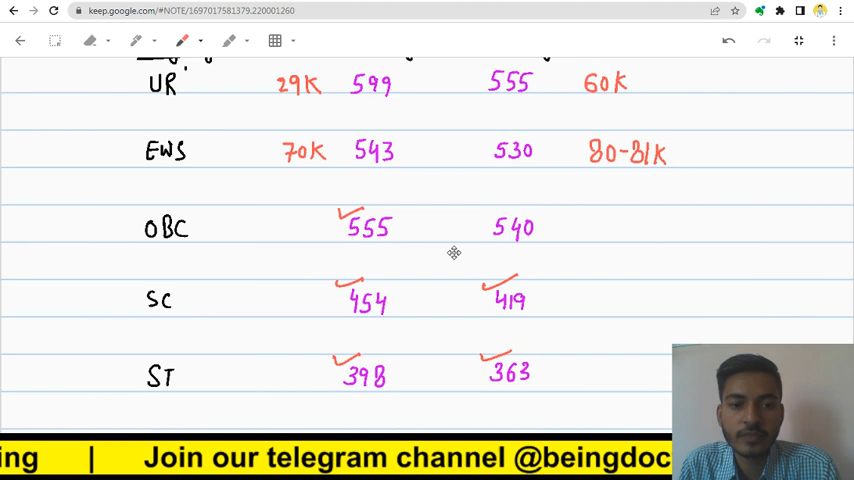 keep.google.com/#NOTE/1697017581379.220001260
UR 29K 599 555 60K
EWS 70K 543 530 80-81K
OBC 555 540
SC 454 419
ST 398 363
ing | Join our telegram channel @beingdoc